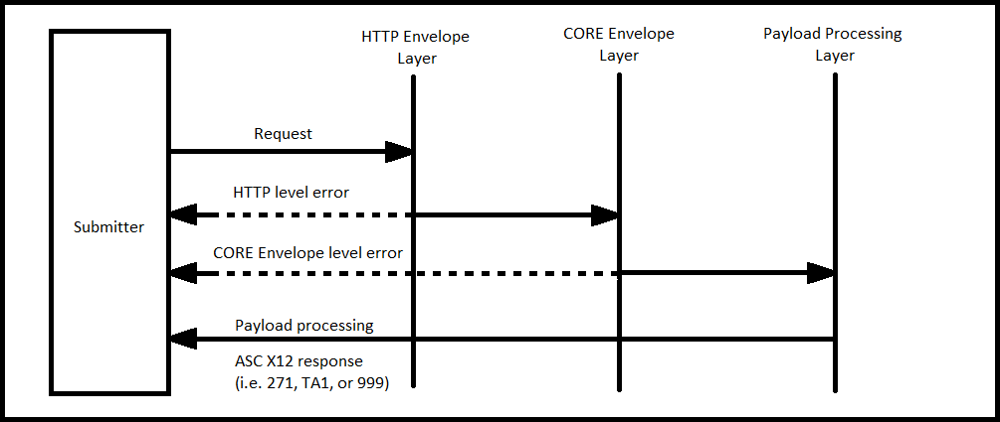 HTTP Envelope
Layer
CORE Envelope
Layer
Payload Processing
Layer
Request
HTTP level error
Submitter
CORE Envelope level error
Payload processing
ASC X12 response
(i.e. 271, TA1, or 999)